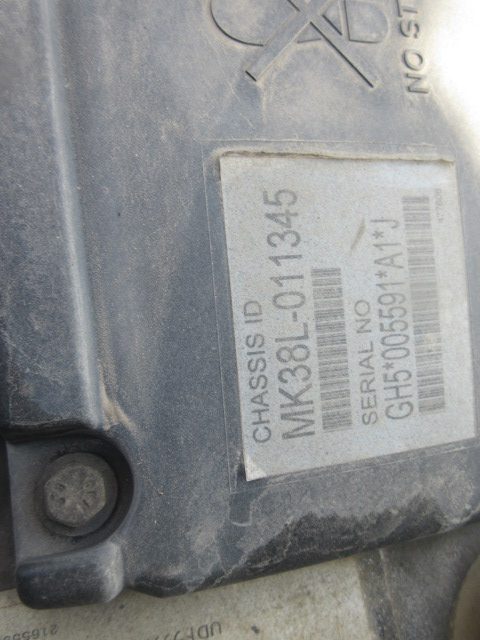 NO ST
CHASSIS ID
MK38L-011345
SERIAL NO
GH5*005591*A1*J